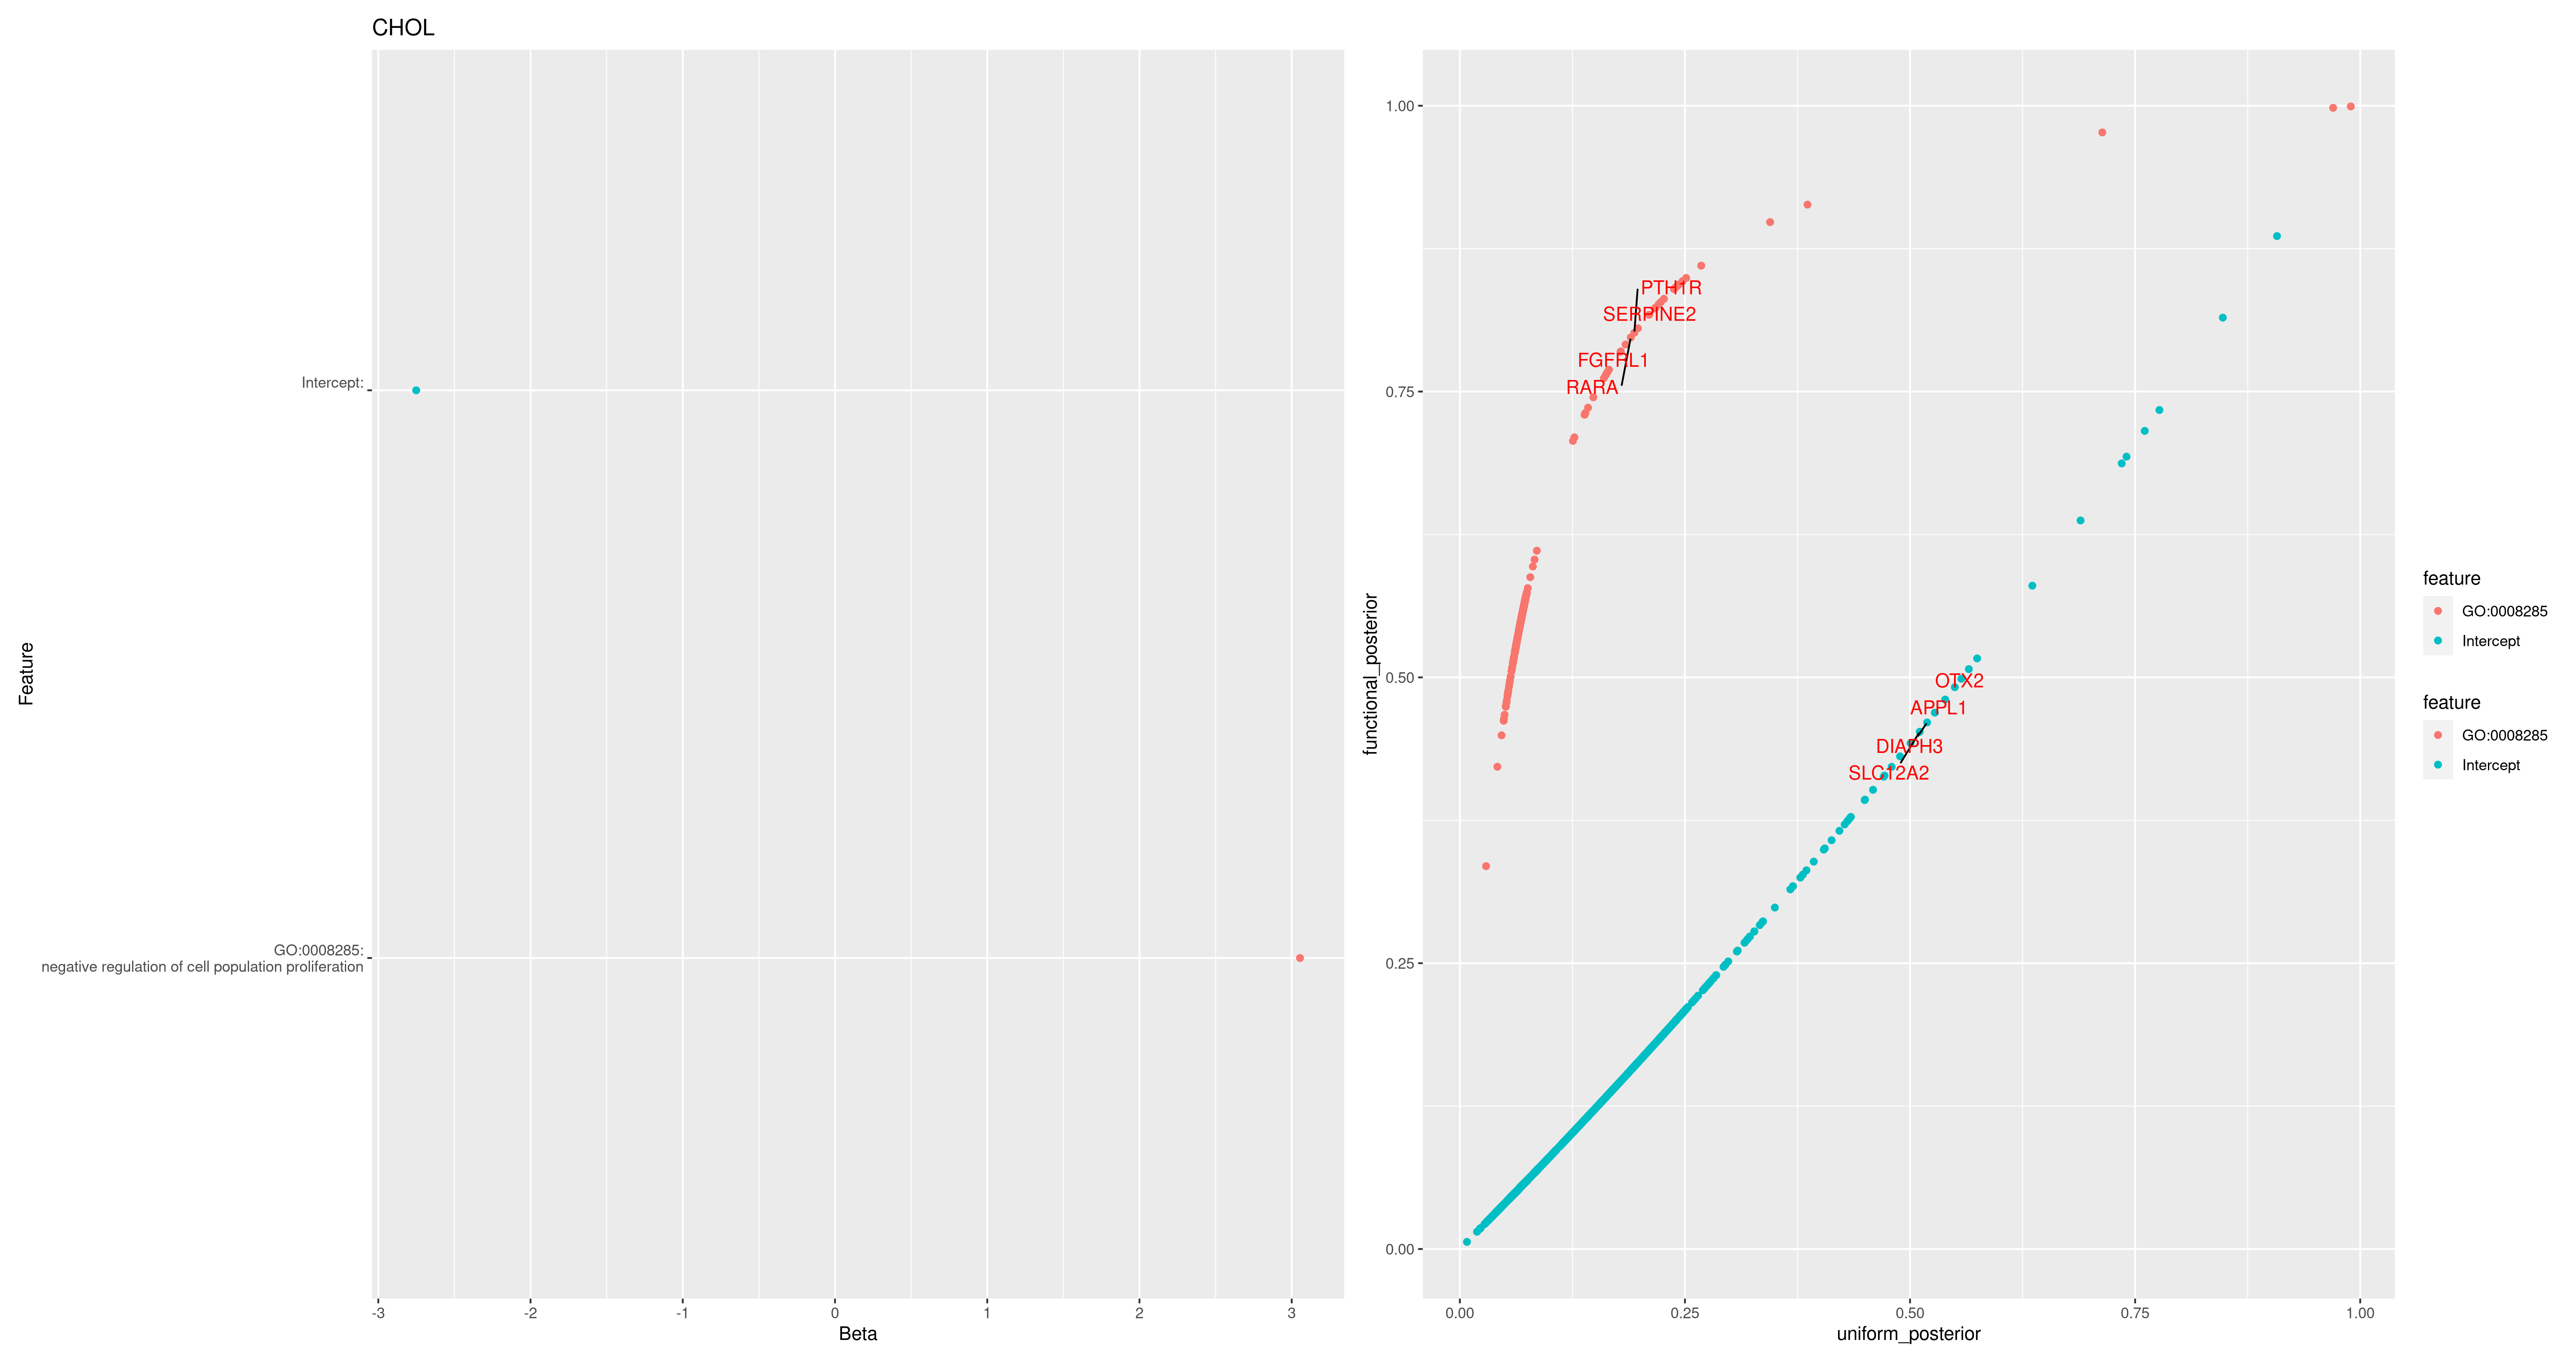 CHOL
Feature
Intercept:
GO:0008285:
negative regulation of cell population proliferation
-3 -2 -1 0 1 2 3
Beta
functional_posterior
1.00
0.75
0.50
0.25
0.00
PTH1R
SERPINE2
FGFRL1
RARA
OTX2
APPL1
DIAPH3
SLC12A2
0.00 0.25 0.50 0.75 1.00
uniform_posterior
feature
GO:0008285
Intercept
feature
GO:0008285
Intercept